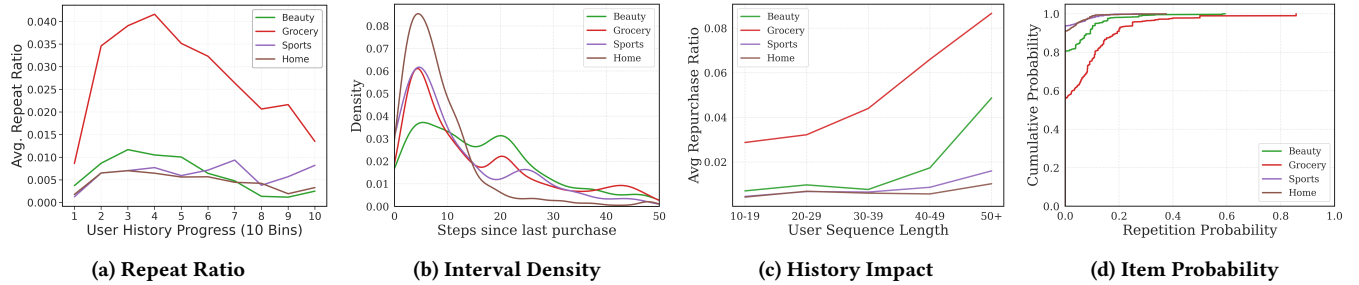 Avg. Repeat Ratio
0.040
0.035
0.030
0.025
0.020
0.015
0.010
0.005
0.000
Beauty
Grocery
Sports
Home
1 2 3 4 5 6 7 8 9 10
User History Progress (10 Bins)
(a) Repeat Ratio
Density
0.08
0.07
0.06
0.05
0.04
0.03
0.02
0.01
0.00
Beauty
Grocery
Sports
Home
0 10 20 30 40 50
Steps since last purchase
(b) Interval Density
Avg Repurchase Ratio
0.08
0.06
0.04
0.02
Beauty
Grocery
Sports
Home
10-19 20-29 30-39 40-49 50+
User Sequence Length
(c) History Impact
Cumulative Probability
1.0
0.8
0.6
0.4
0.2
0.0
Beauty
Grocery
Sports
Home
0.0 0.2 0.4 0.6 0.8 1.0
Repetition Probability
(d) Item Probability